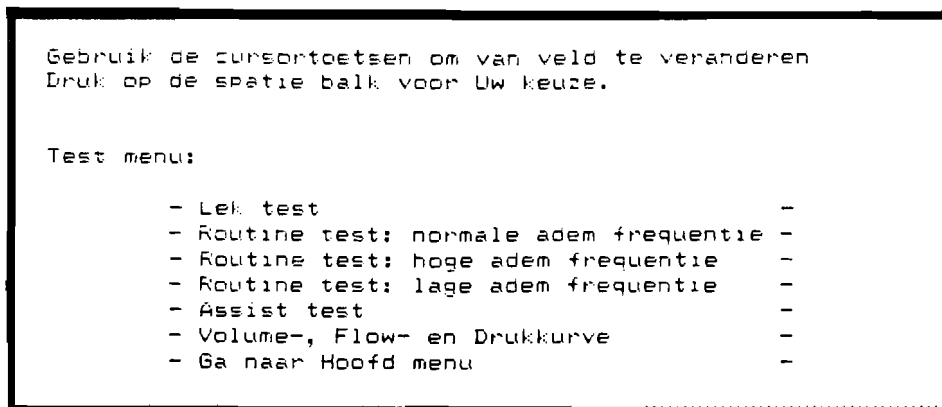 Gebruik de cursortoetsen om van veld te veranderen
Druk op de spatie balk voor Uw keuze.
Test menu:
- Lek test -
- Routine test: normale adem frequentie -
- Routine test: hoge adem frequentie -
- Routine test: lage adem frequentie -
- Assist test -
- Volume-, Flow- en Drukkurve -
- Ga naar Hoofd menu -